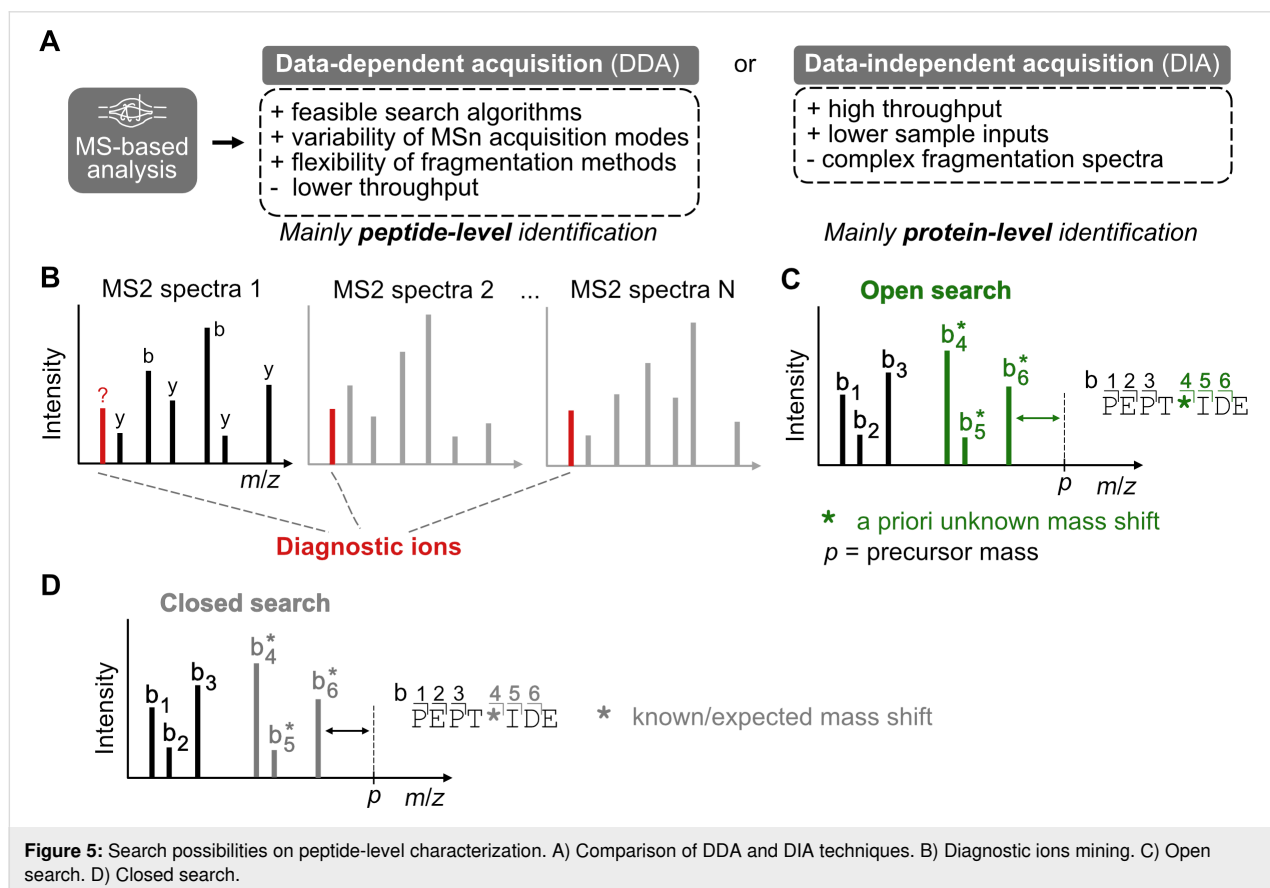 A
MS-based
analysis
Data-dependent acquisition (DDA)
+ feasible search algorithms
+ variability of MSn acquisition modes
+ flexibility of fragmentation methods
- lower throughput
Mainly peptide-level identification
or
Data-independent acquisition (DIA)
+ high throughput
+ lower sample inputs
- complex fragmentation spectra
Mainly protein-level identification
B
MS2 spectra 1
MS2 spectra 2
...
MS2 spectra N
Intensity
?
y
b
y
b
y
y
m/z
Diagnostic ions
C
Open search
Intensity
b1
b2
b3
b4*
b5*
b6*
p
m/z
b 1 2 3 4 5 6
PEPT*IDE
* a priori unknown mass shift
p = precursor mass
D
Closed search
Intensity
b1
b2
b3
b4*
b5*
b6*
p
m/z
b 1 2 3 4 5 6
PEPT*IDE
* known/expected mass shift
Figure 5: Search possibilities on peptide-level characterization. A) Comparison of DDA and DIA techniques. B) Diagnostic ions mining. C) Open
search. D) Closed search.